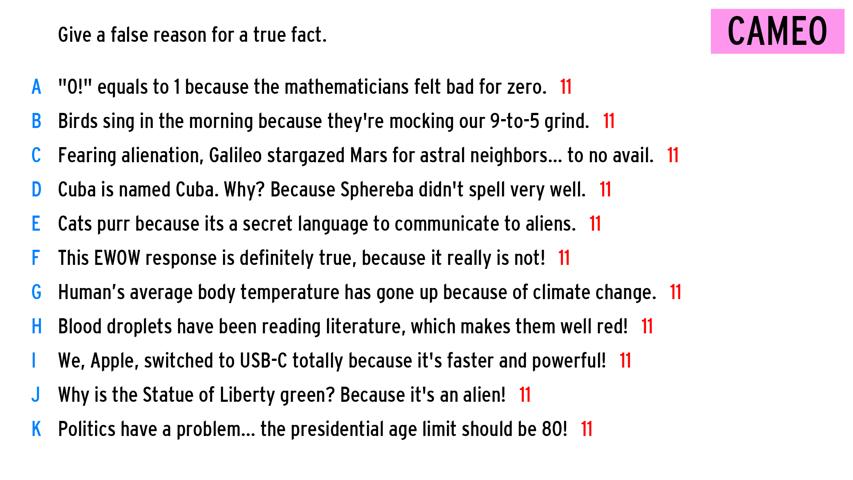 Give a false reason for a true fact.
CAMEO
A "0!" equals to 1 because the mathematicians felt bad for zero. 11
B Birds sing in the morning because they're mocking our 9-to-5 grind. 11
C Fearing alienation, Galileo stargazed Mars for astral neighbors... to no avail. 11
D Cuba is named Cuba. Why? Because Sphereba didn't spell very well. 11
E Cats purr because its a secret language to communicate to aliens. 11
F This EWOW response is definitely true, because it really is not! 11
G Human’s average body temperature has gone up because of climate change. 11
H Blood droplets have been reading literature, which makes them well red! 11
I We, Apple, switched to USB-C totally because it's faster and powerful! 11
J Why is the Statue of Liberty green? Because it's an alien! 11
K Politics have a problem... the presidential age limit should be 80! 11